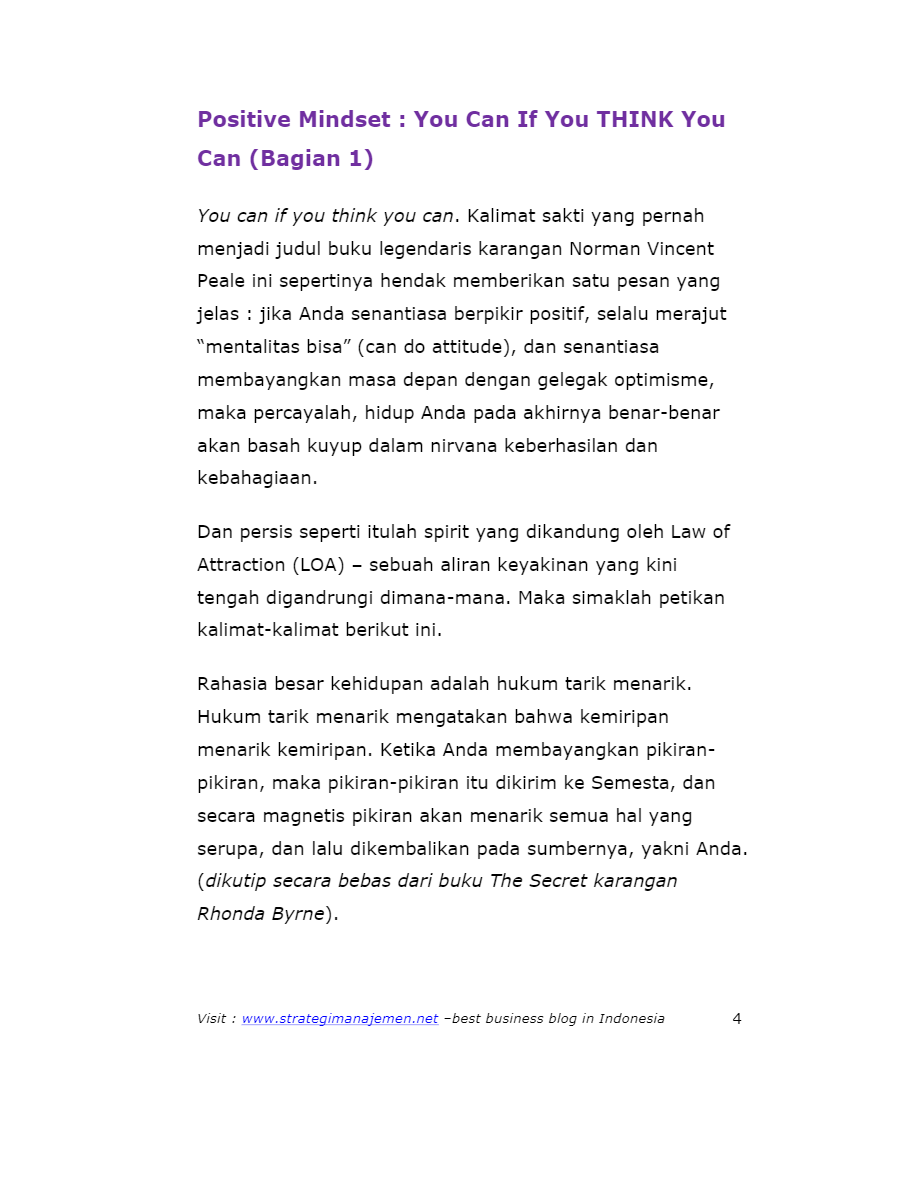 Positive Mindset : You Can If You THINK You
Can (Bagian 1)
You can if you think you can. Kalimat sakti yang pernah
menjadi judul buku legendaris karangan Norman Vincent
Peale ini sepertinya hendak memberikan satu pesan yang
jelas : jika Anda senantiasa berpikir positif, selalu merajut
“mentalitas bisa” (can do attitude), dan senantiasa
membayangkan masa depan dengan gelegak optimisme,
maka percayalah, hidup Anda pada akhirnya benar-benar
akan basah kuyup dalam nirvana keberhasilan dan
kebahagiaan.
Dan persis seperti itulah spirit yang dikandung oleh Law of
Attraction (LOA) – sebuah aliran keyakinan yang kini
tengah digandrungi dimana-mana. Maka simaklah petikan
kalimat-kalimat berikut ini.
Rahasia besar kehidupan adalah hukum tarik menarik.
Hukum tarik menarik mengatakan bahwa kemiripan
menarik kemiripan. Ketika Anda membayangkan pikiran-
pikiran, maka pikiran-pikiran itu dikirim ke Semesta, dan
secara magnetis pikiran akan menarik semua hal yang
serupa, dan lalu dikembalikan pada sumbernya, yakni Anda.
(dikutip secara bebas dari buku The Secret karangan
Rhonda Byrne).
Visit : www.strategimanajemen.net –best business blog in Indonesia 4